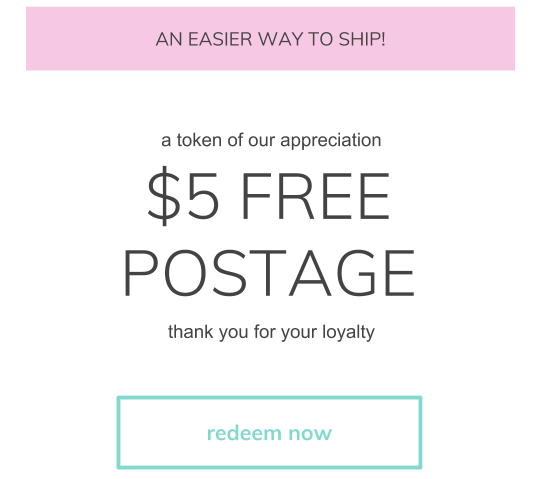 AN EASIER WAY TO SHIP!
a token of our appreciation
$5 FREE
POSTAGE
thank you for your loyalty
redeem now